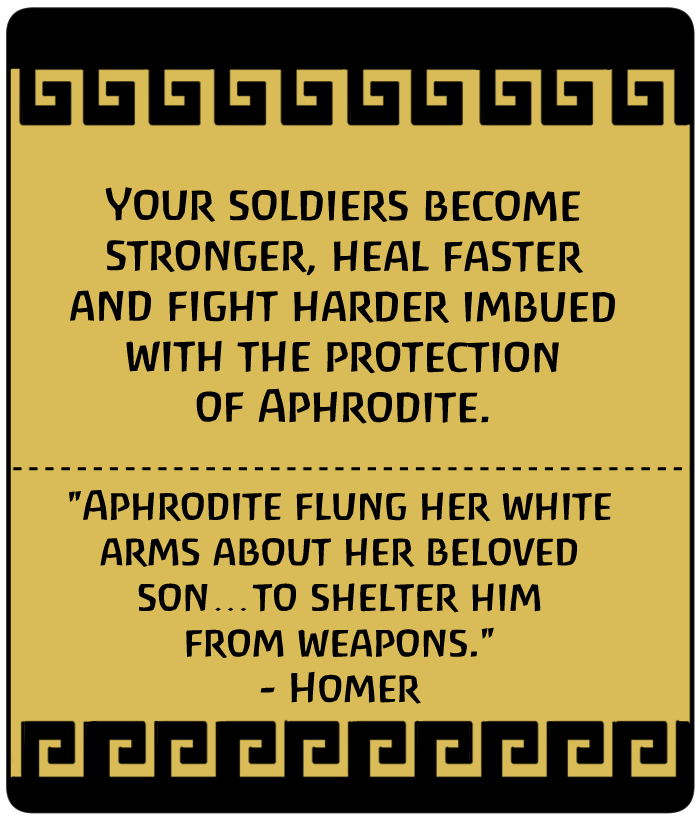 Your soldiers become
stronger, heal faster
and fight harder imbued
with the protection
of Aphrodite.
"Aphrodite flung her white
arms about her beloved
son...to shelter him
from weapons."
- Homer